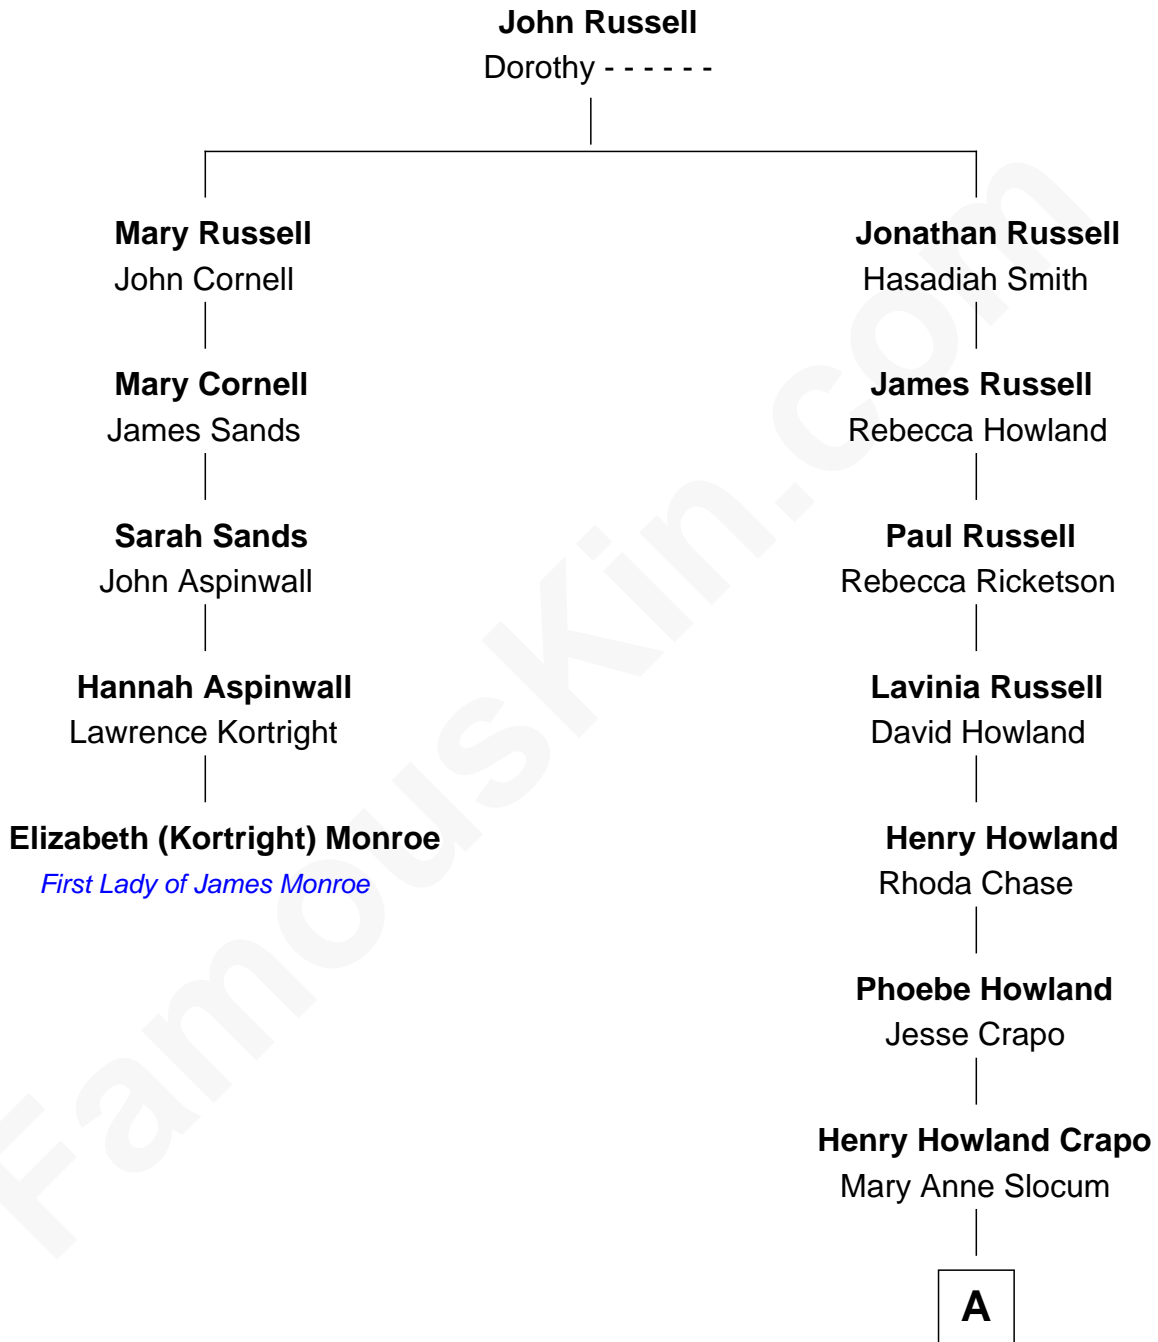 John Russell
Dorothy - - - - - -
Mary Russell
John Cornell
Mary Cornell
James Sands
Sarah Sands
John Aspinwall
Hannah Aspinwall
Lawrence Kortright
Elizabeth (Kortright) Monroe
First Lady of James Monroe
Jonathan Russell
Hasadiah Smith
James Russell
Rebecca Howland
Paul Russell
Rebecca Ricketson
Lavinia Russell
David Howland
Henry Howland
Rhoda Chase
Phoebe Howland
Jesse Crapo
Henry Howland Crapo
Mary Anne Slocum
A
FamousKin.com